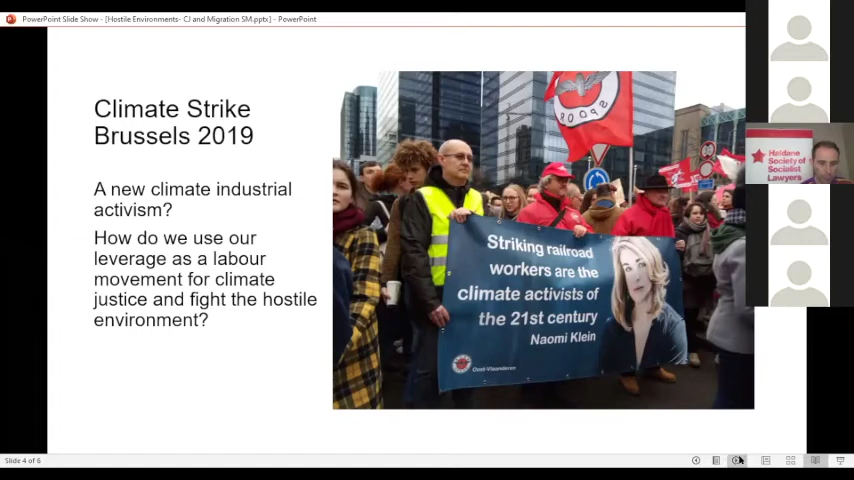 PowerPoint Slide Show - [Hostile Environments- CJ and Migration SM.pptx] - PowerPoint
Climate Strike
Brussels 2019
A new climate industrial
activism?
How do we use our
leverage as a labour
movement for climate
justice and fight the hostile
environment?
Striking railroad
workers are the
climate activists of
the 21st century
Naomi Klein
Oost-Vlaanderen
SPOOR
Haldane
Society of
Socialist
Lawyers
Slide 4 of 6